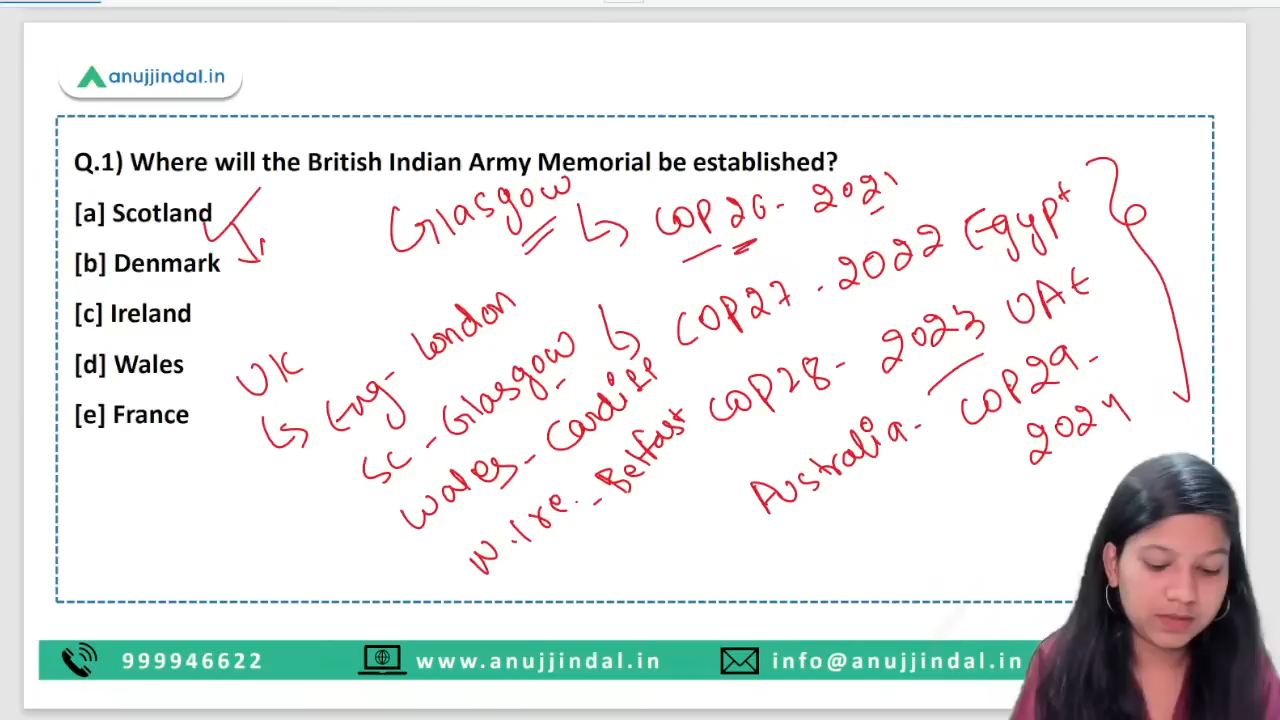 anujjindal.in
Q.1) Where will the British Indian Army Memorial be established?
[a] Scotland
[b] Denmark
[c] Ireland
[d] Wales
[e] France
Glasgow
COP 26 - 2021
COP27 - 2022 Egypt
COP28 - 2023 UAE
Australia - COP29 -
2024
UK
Eng - London
Sc - Glasgow
Wales - Cardiff
N. Ire. - Belfast
999946622
www.anujjindal.in
info@anujjindal.in